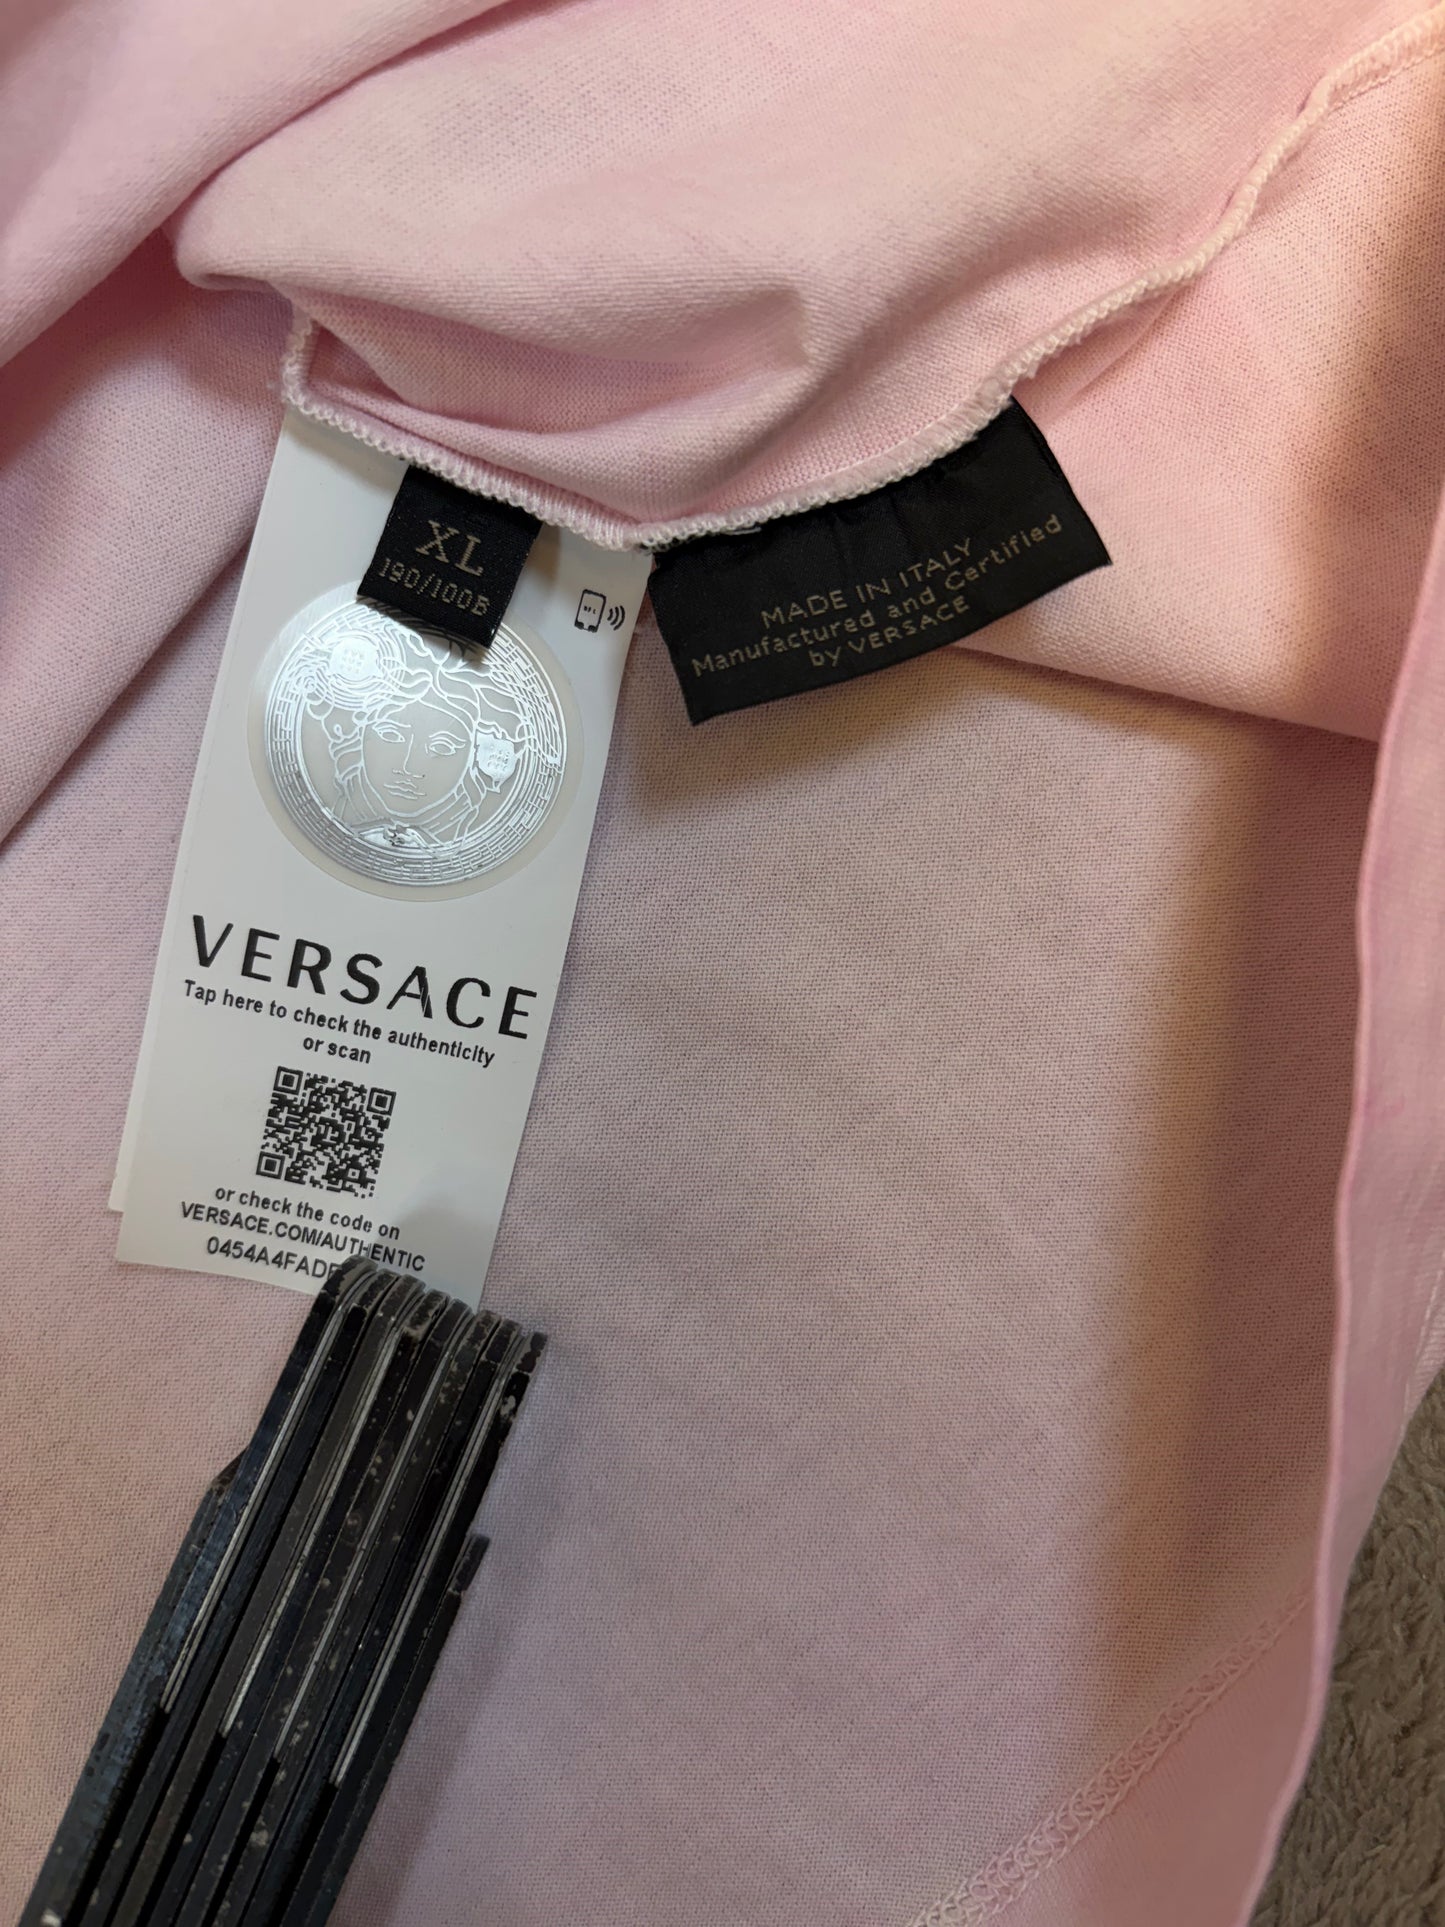 XL
190/100B
MADE IN ITALY
Manufactured and Certified
by VERSACE
VERSACE
Tap here to check the authenticity
or scan
or check the code on
VERSACE.COM/AUTHENTIC
0454A4FAD